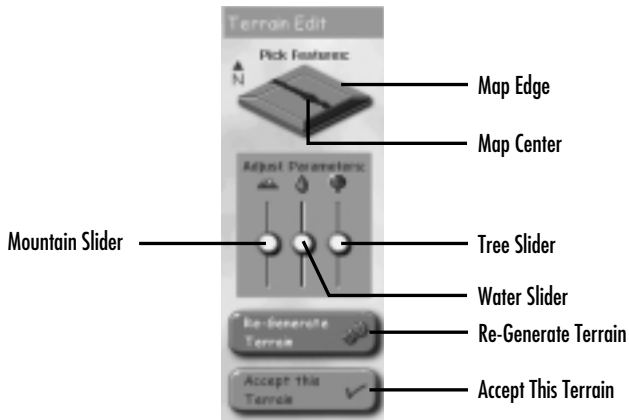 Terrain Edit
Pick Features:
N
Map Edge
Map Center
Adjust Parameters:
Mountain Slider
Tree Slider
Water Slider
Re-Generate
Terrain
Re-Generate Terrain
Accept this
Terrain
Accept This Terrain